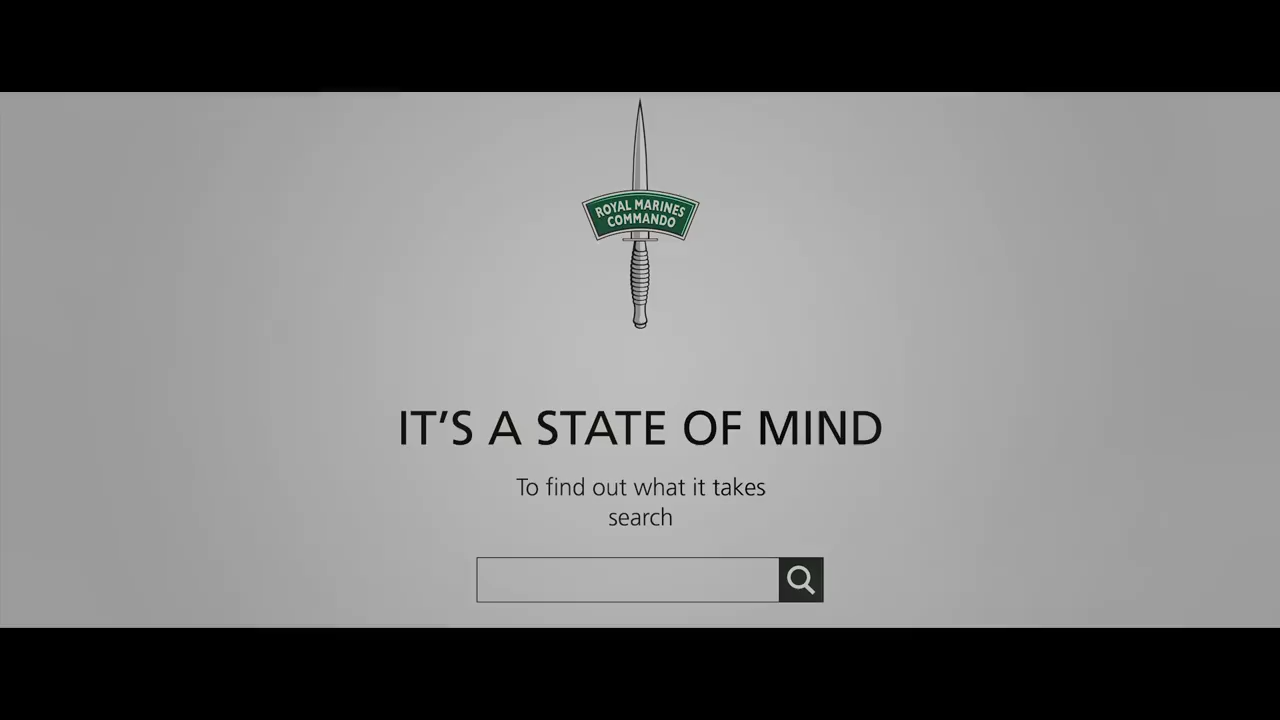 ROYAL MARINES
COMMANDO
IT'S A STATE OF MIND
To find out what it takes
search